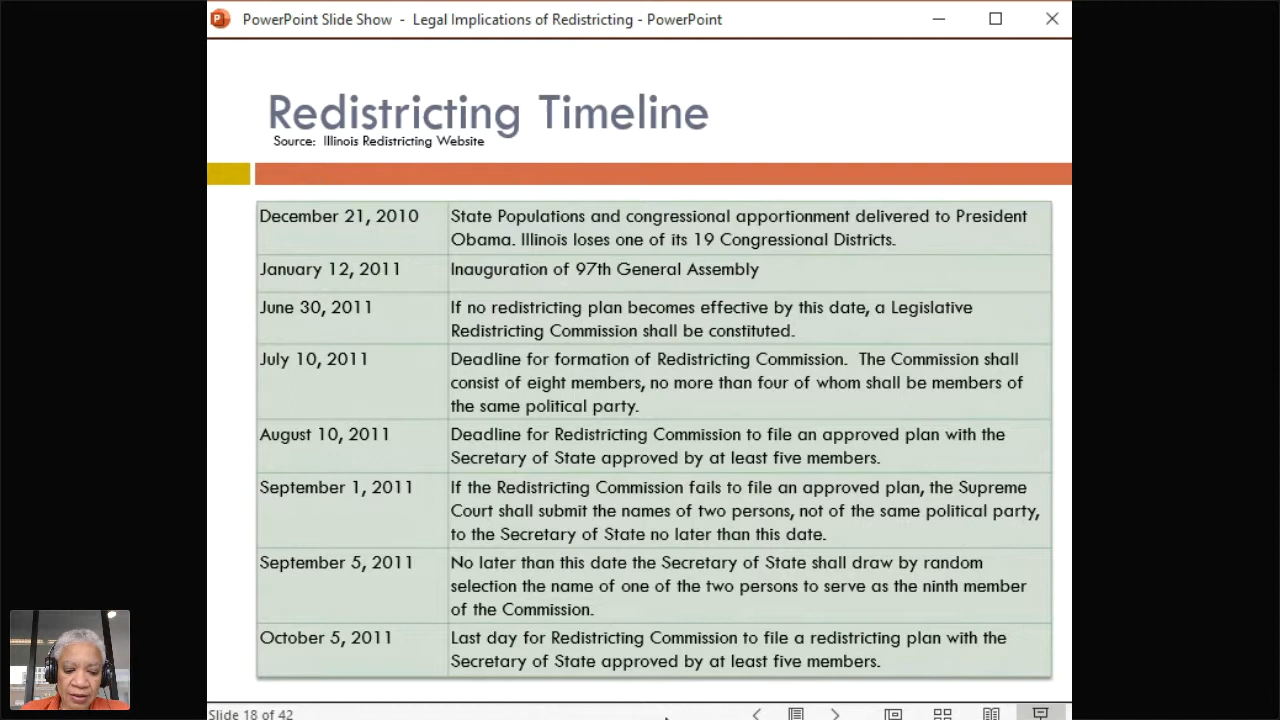 PowerPoint Slide Show - Legal Implications of Redistricting - PowerPoint
Redistricting Timeline
Source: Illinois Redistricting Website
December 21, 2010
State Populations and congressional apportionment delivered to President
Obama. Illinois loses one of its 19 Congressional Districts.
January 12, 2011
Inauguration of 97th General Assembly
June 30, 2011
If no redistricting plan becomes effective by this date, a Legislative
Redistricting Commission shall be constituted.
July 10, 2011
Deadline for formation of Redistricting Commission. The Commission shall
consist of eight members, no more than four of whom shall be members of
the same political party.
August 10, 2011
Deadline for Redistricting Commission to file an approved plan with the
Secretary of State approved by at least five members.
September 1, 2011
If the Redistricting Commission fails to file an approved plan, the Supreme
Court shall submit the names of two persons, not of the same political party,
to the Secretary of State no later than this date.
September 5, 2011
No later than this date the Secretary of State shall draw by random
selection the name of one of the two persons to serve as the ninth member
of the Commission.
October 5, 2011
Last day for Redistricting Commission to file a redistricting plan with the
Secretary of State approved by at least five members.
Slide 18 of 42